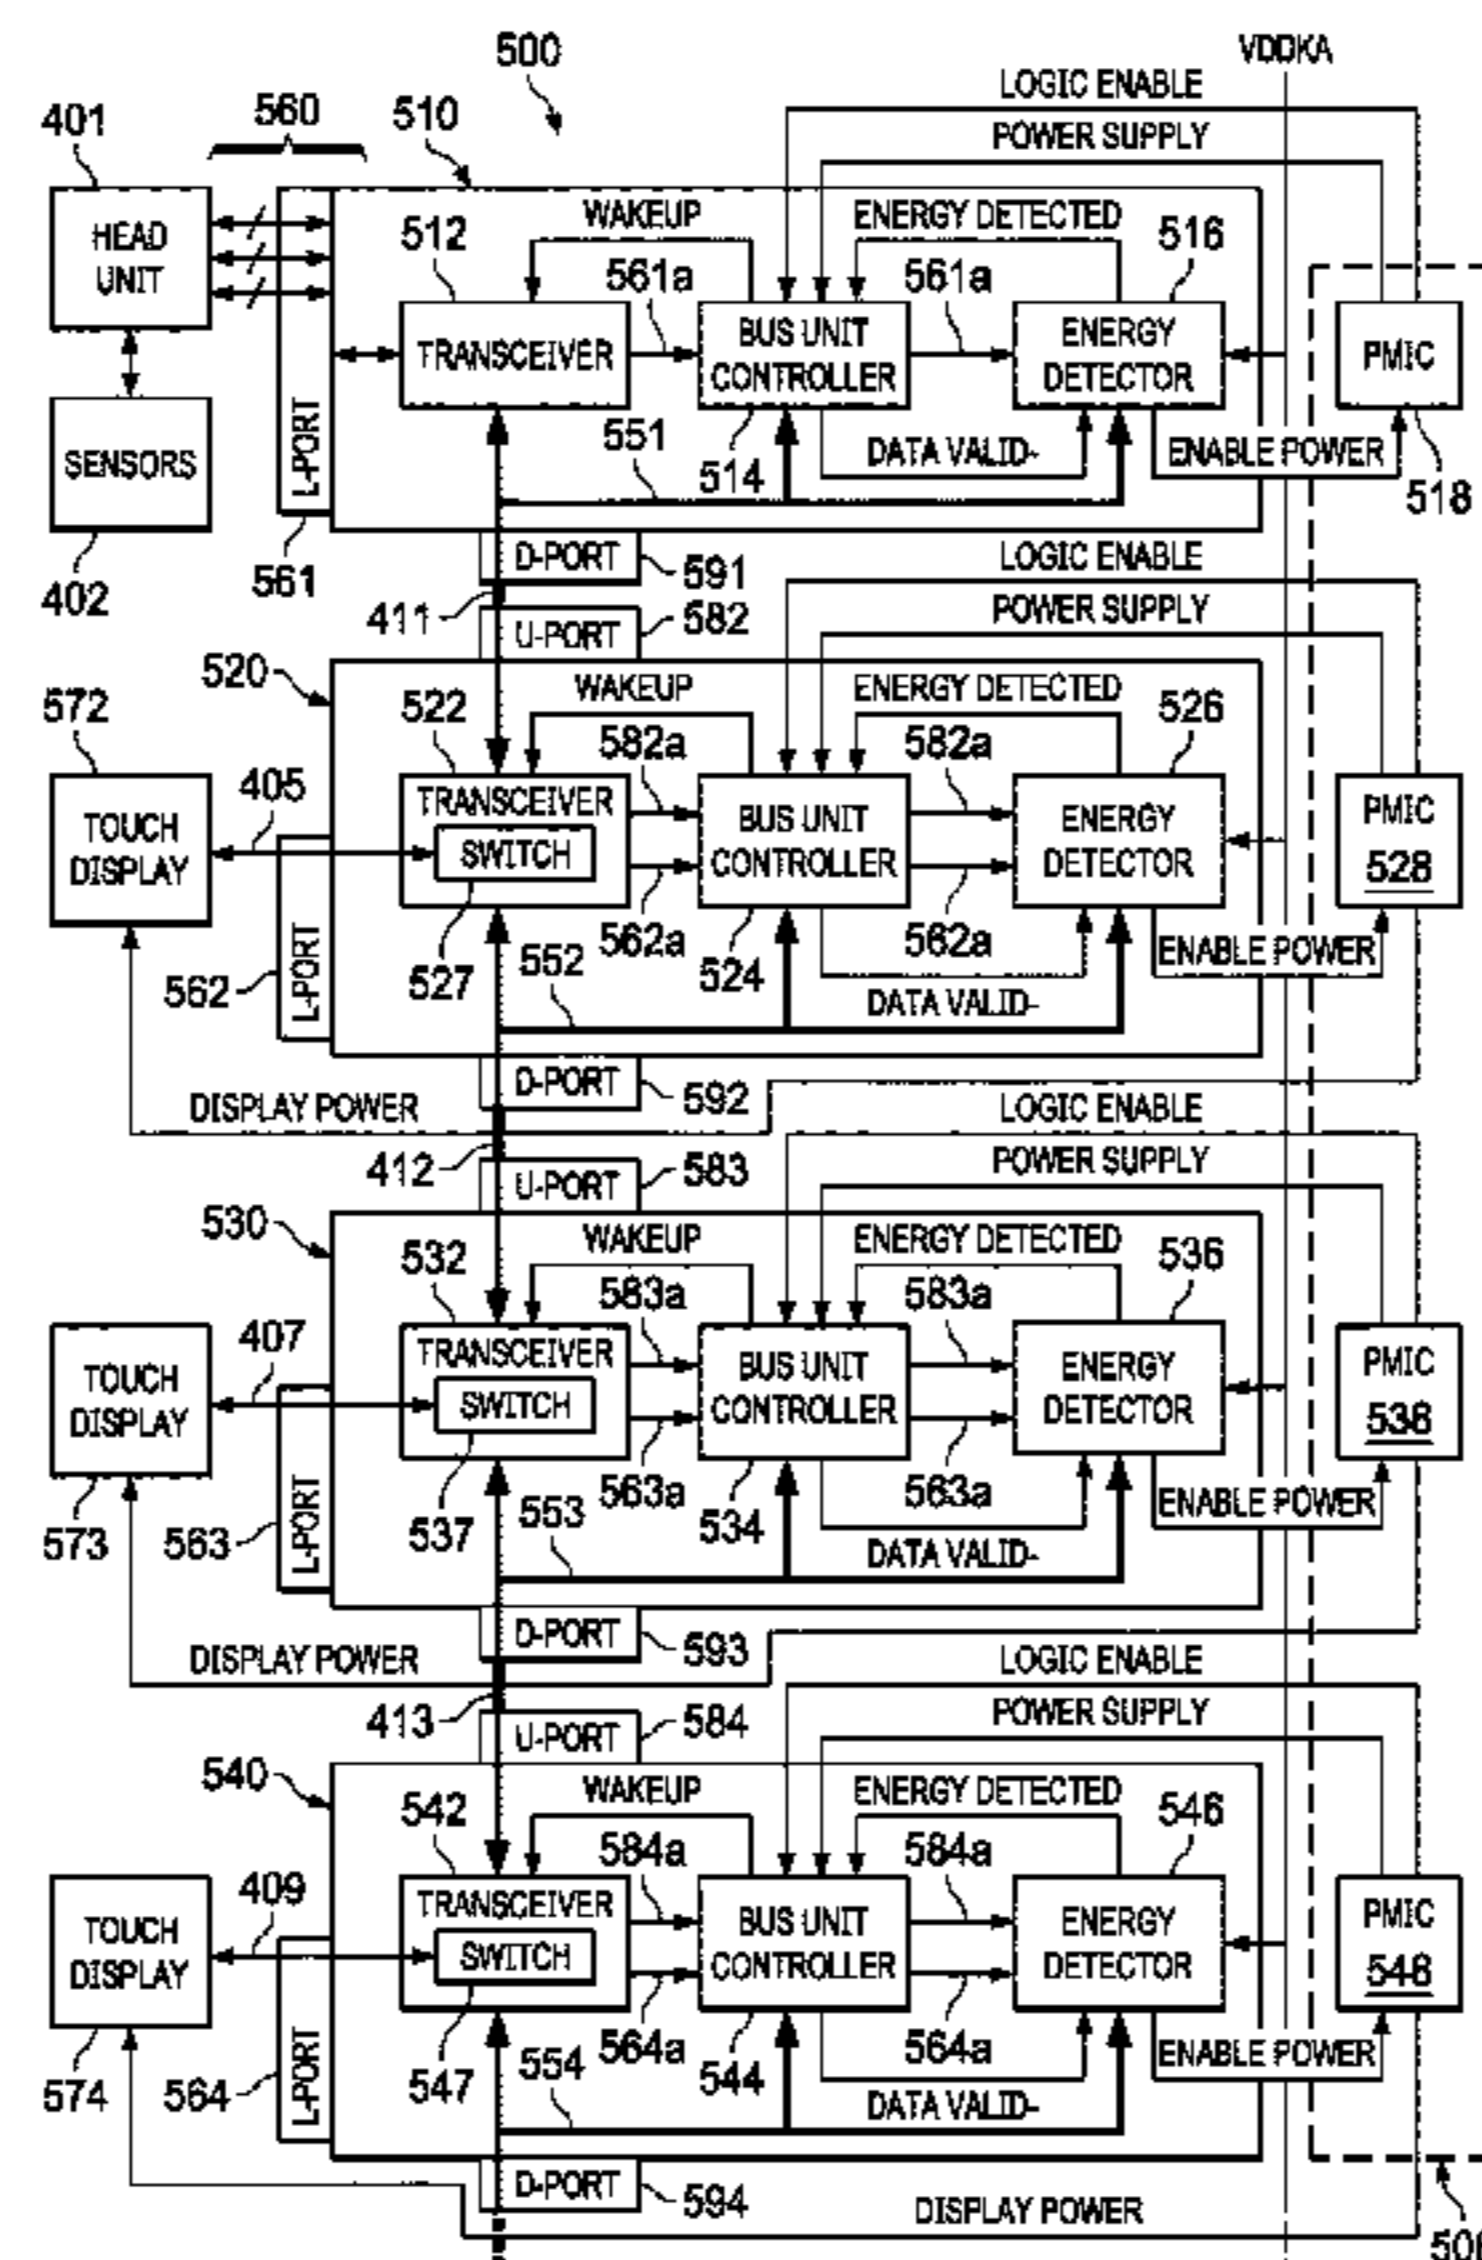 500
VDDKA
LOGIC ENABLE
401
560
510
POWER SUPPLY
WAKEUP
ENERGY DETECTED
512
516
HEAD
UNIT
561a
561a
TRANSCEIVER
BUS UNIT
CONTROLLER
ENERGY
DETECTOR
PMIC
L-PORT
551
514
DATA VALID-
ENABLE POWER
518
SENSORS
402
561
D-PORT
591
LOGIC ENABLE
411
U-PORT
582
POWER SUPPLY
520
WAKEUP
ENERGY DETECTED
572
522
582a
582a
526
405
TOUCH
DISPLAY
TRANSCEIVER
SWITCH
BUS UNIT
CONTROLLER
ENERGY
DETECTOR
PMIC
528
562
L-PORT
527
552
562a
524
562a
ENABLE POWER
DATA VALID-
D-PORT
592
DISPLAY POWER
LOGIC ENABLE
412
U-PORT
583
POWER SUPPLY
530
WAKEUP
ENERGY DETECTED
532
583a
583a
536
407
TOUCH
DISPLAY
TRANSCEIVER
SWITCH
BUS UNIT
CONTROLLER
ENERGY
DETECTOR
PMIC
538
573
563
L-PORT
537
553
563a
534
563a
ENABLE POWER
DATA VALID-
D-PORT
593
DISPLAY POWER
LOGIC ENABLE
413
U-PORT
584
POWER SUPPLY
540
WAKEUP
ENERGY DETECTED
542
584a
584a
546
409
TOUCH
DISPLAY
TRANSCEIVER
SWITCH
BUS UNIT
CONTROLLER
ENERGY
DETECTOR
PMIC
548
574
564
L-PORT
547
554
564a
544
564a
ENABLE POWER
DATA VALID-
D-PORT
594
DISPLAY POWER